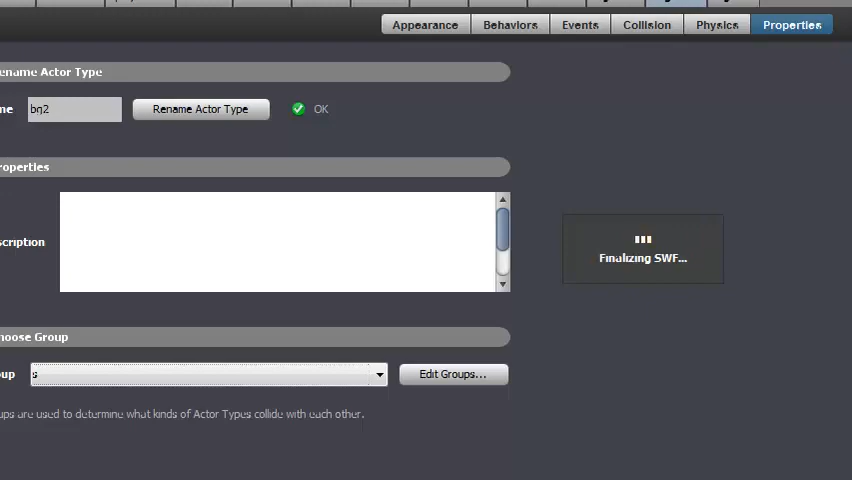 Appearance Behaviors Events Collision Physics Properties
ename Actor Type
me bg2 Rename Actor Type OK
roperties
scription
Finalizing SWF...
hoose Group
oup s Edit Groups...
ups are used to determine what kinds of Actor Types collide with each other.